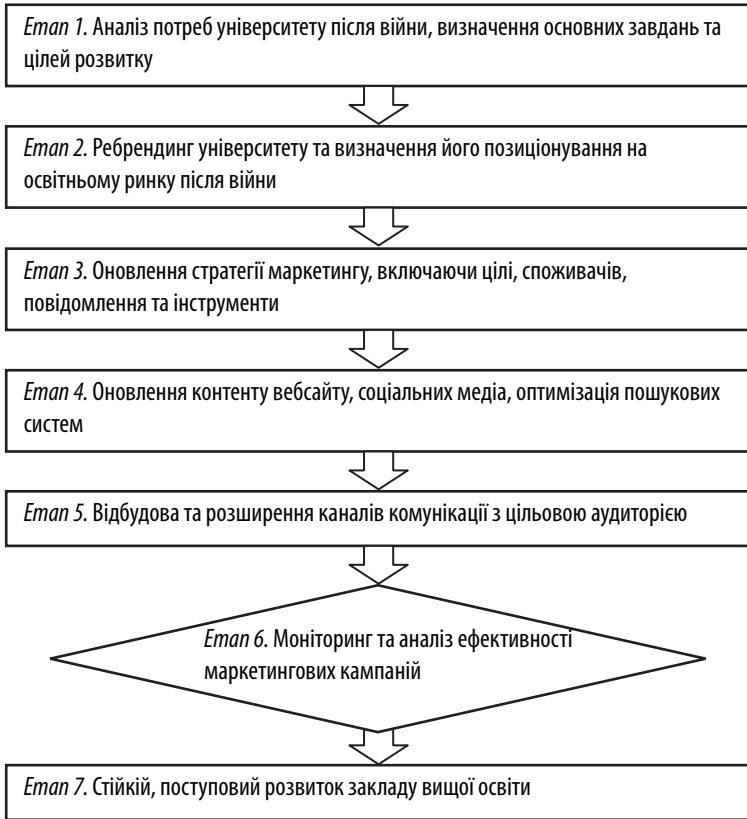 Етап 1. Аналіз потреб університету після війни, визначення основних завдань та
цілей розвитку
Етап 2. Ребрендинг університету та визначення його позиціонування на
освітньому ринку після війни
Етап 3. Оновлення стратегії маркетингу, включаючи цілі, споживачів,
повідомлення та інструменти
Етап 4. Оновлення контенту вебсайту, соціальних медіа, оптимізація пошукових
систем
Етап 5. Відбудова та розширення каналів комунікації з цільовою аудиторією
Етап 6. Моніторинг та аналіз ефективності
маркетингових кампаній
Етап 7. Стійкій, поступовий розвиток закладу вищої освіти